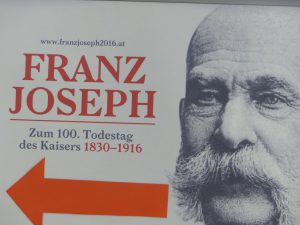 www.franzjoseph2016.at
FRANZ
JOSEPH
Zum 100. Todestag
des Kaisers 1830–1916